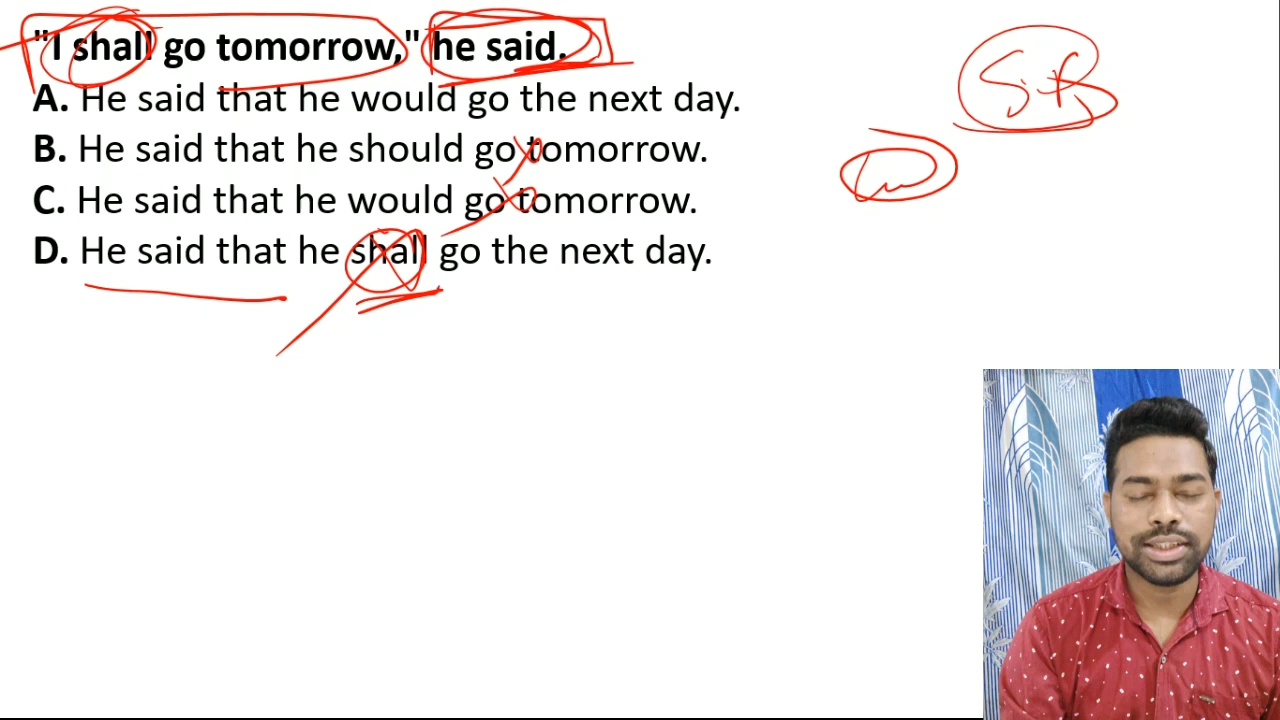 "I shall go tomorrow," he said.
A. He said that he would go the next day.
B. He said that he should go tomorrow.
C. He said that he would go tomorrow.
D. He said that he shall go the next day.